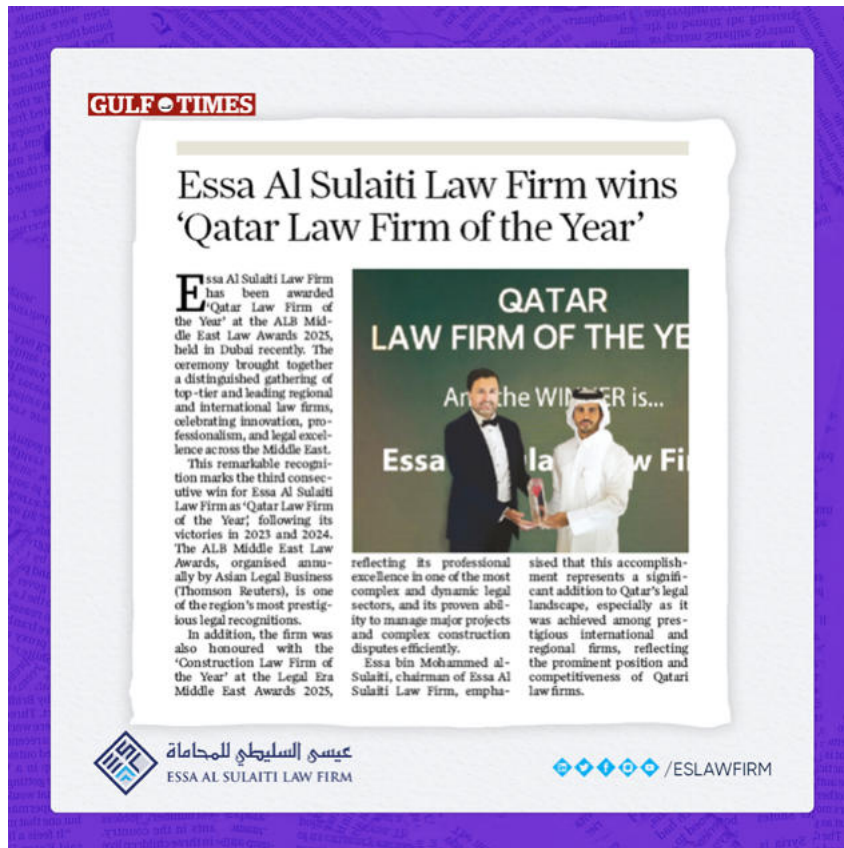 GULF TIMES
Essa Al Sulaiti Law Firm wins
‘Qatar Law Firm of the Year’
Essa Al Sulaiti Law Firm
has been awarded
‘Qatar Law Firm of
the Year’ at the ALB Mid-
dle East Law Awards 2025,
held in Dubai recently. The
ceremony brought together
a distinguished gathering of
top-tier and leading regional
and international law firms,
celebrating innovation, pro-
fessionalism, and legal excel-
lence across the Middle East.
This remarkable recogni-
tion marks the third consec-
utive win for Essa Al Sulaiti
Law Firm as ‘Qatar Law Firm
of the Year’, following its
victories in 2023 and 2024.
The ALB Middle East Law
Awards, organised annu-
ally by Asian Legal Business
(Thomson Reuters), is one
of the region’s most prestig-
ious legal recognitions.
In addition, the firm was
also honoured with the
‘Construction Law Firm of
the Year’ at the Legal Era
Middle East Awards 2025,
QATAR
LAW FIRM OF THE YE
And the WINNER is...
Essa la w Fi
reflecting its professional
excellence in one of the most
complex and dynamic legal
sectors, and its proven abil-
ity to manage major projects
and complex construction
disputes efficiently.
Essa bin Mohammed al-
Sulaiti, chairman of Essa Al
Sulaiti Law Firm, empha-
sised that this accomplish-
ment represents a signifi-
cant addition to Qatar’s legal
landscape, especially as it
was achieved among pres-
tigious international and
regional firms, reflecting
the prominent position and
competitiveness of Qatari
law firms.
عيسى السليطي للمحاماة
ESSA AL SULAITI LAW FIRM
/ESLAWFIRM